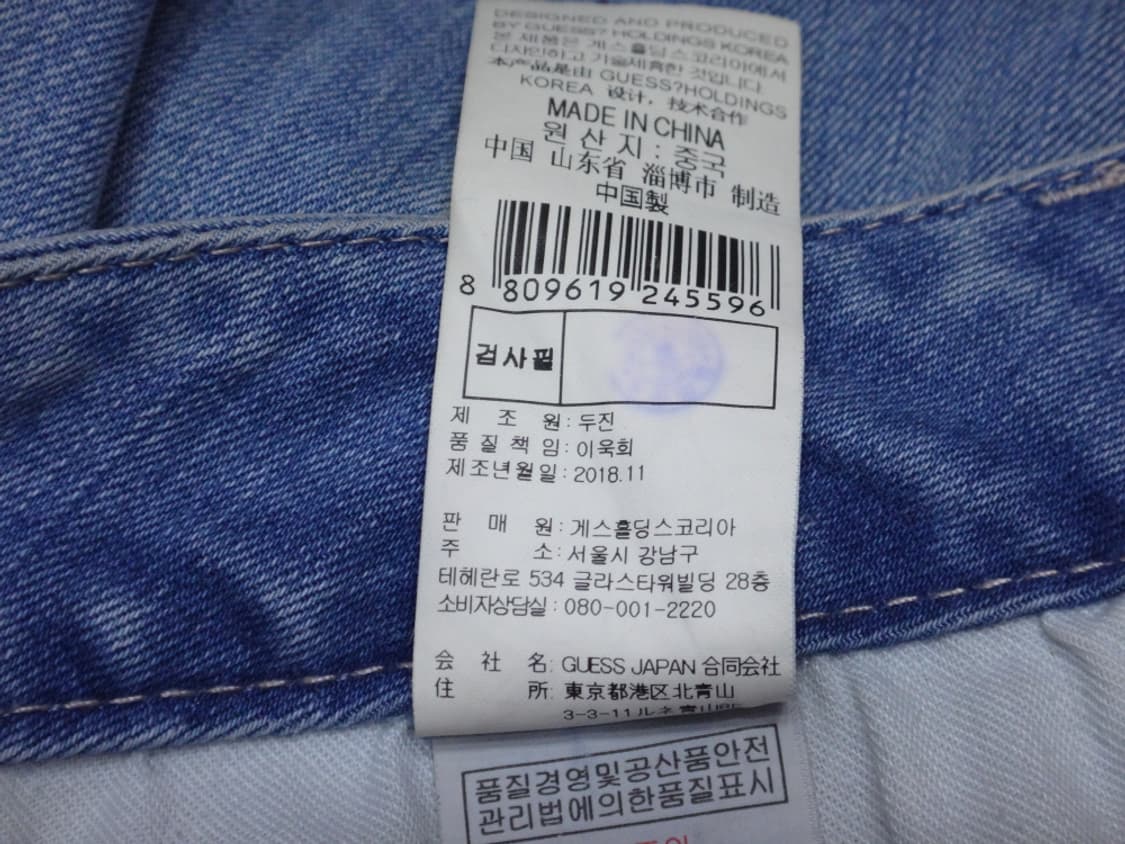 DESIGNED AND PRODUCED
BY GUESS? HOLDINGS KOREA
본 제품은 게스홀딩스코리아에서
디자인하고 기술제휴한 것입니다
本产品是由 GUESS?HOLDINGS
KOREA 设计, 技术合作
MADE IN CHINA
원 산 지 : 중국
中国 山东省 淄博市 制造
中国製
8 809619 245596
검사필
제 조 원 : 두진
품 질 책 임 : 이욱희
제조년월일 : 2018.11
판 매 원 : 게스홀딩스코리아
주 소 : 서울시 강남구
테헤란로 534 글라스타워빌딩 28층
소비자상담실 : 080-001-2220
会 社 名: GUESS JAPAN 合同会社
住 所: 東京都港区北青山
3-3-11 ルネ青山
품질경영및공산품안전
관리법에의한품질표시